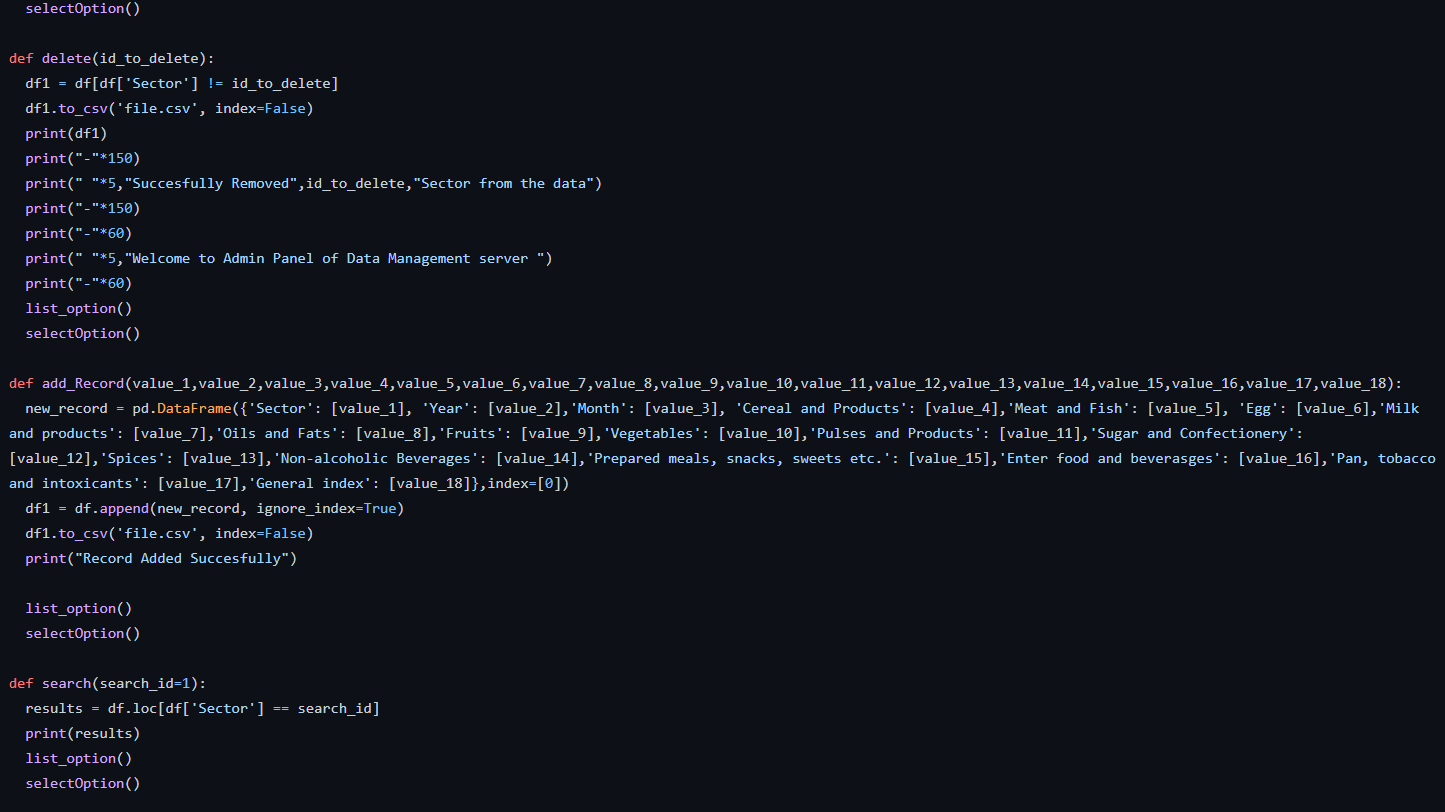 selectOption()
def delete(id_to_delete):
df1 = df[df['Sector'] != id_to_delete]
df1.to_csv('file.csv', index=False)
print(df1)
print("-"*150)
print(" "*5,"Succesfully Removed",id_to_delete,"Sector from the data")
print("-"*150)
print("-"*60)
print(" "*5,"Welcome to Admin Panel of Data Management server ")
print("-"*60)
list_option()
selectOption()
def add_Record(value_1,value_2,value_3,value_4,value_5,value_6,value_7,value_8,value_9,value_10,value_11,value_12,value_13,value_14,value_15,value_16,value_17,value_18):
new_record = pd.DataFrame({'Sector': [value_1], 'Year': [value_2],'Month': [value_3], 'Cereal and Products': [value_4],'Meat and Fish': [value_5], 'Egg': [value_6],'Milk
and products': [value_7],'Oils and Fats': [value_8],'Fruits': [value_9],'Vegetables': [value_10],'Pulses and Products': [value_11],'Sugar and Confectionery':
[value_12],'Spices': [value_13],'Non-alcoholic Beverages': [value_14],'Prepared meals, snacks, sweets etc.': [value_15],'Enter food and beverasges': [value_16],'Pan, tobacco
and intoxicants': [value_17],'General index': [value_18]},index=[0])
df1 = df.append(new_record, ignore_index=True)
df1.to_csv('file.csv', index=False)
print("Record Added Succesfully")
list_option()
selectOption()
def search(search_id=1):
results = df.loc[df['Sector'] == search_id]
print(results)
list_option()
selectOption()